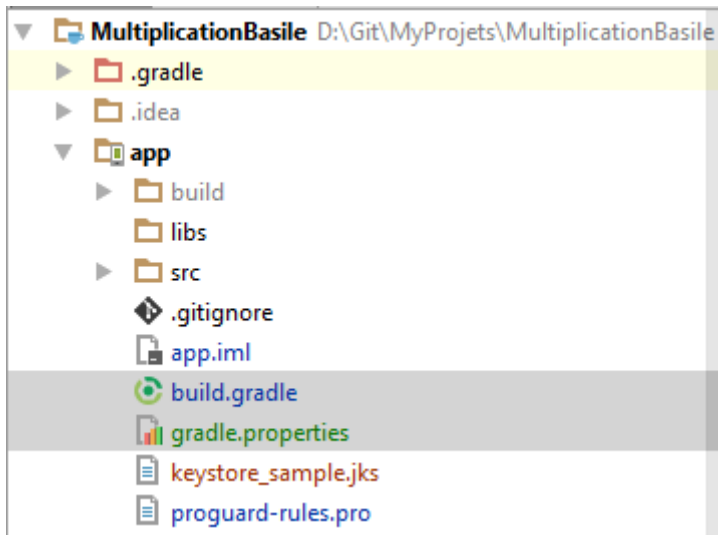 MultiplicationBasile D:\Git\MyProjets\MultiplicationBasile
.gradle
.idea
app
build
libs
src
.gitignore
app.iml
build.gradle
gradle.properties
keystore_sample.jks
proguard-rules.pro